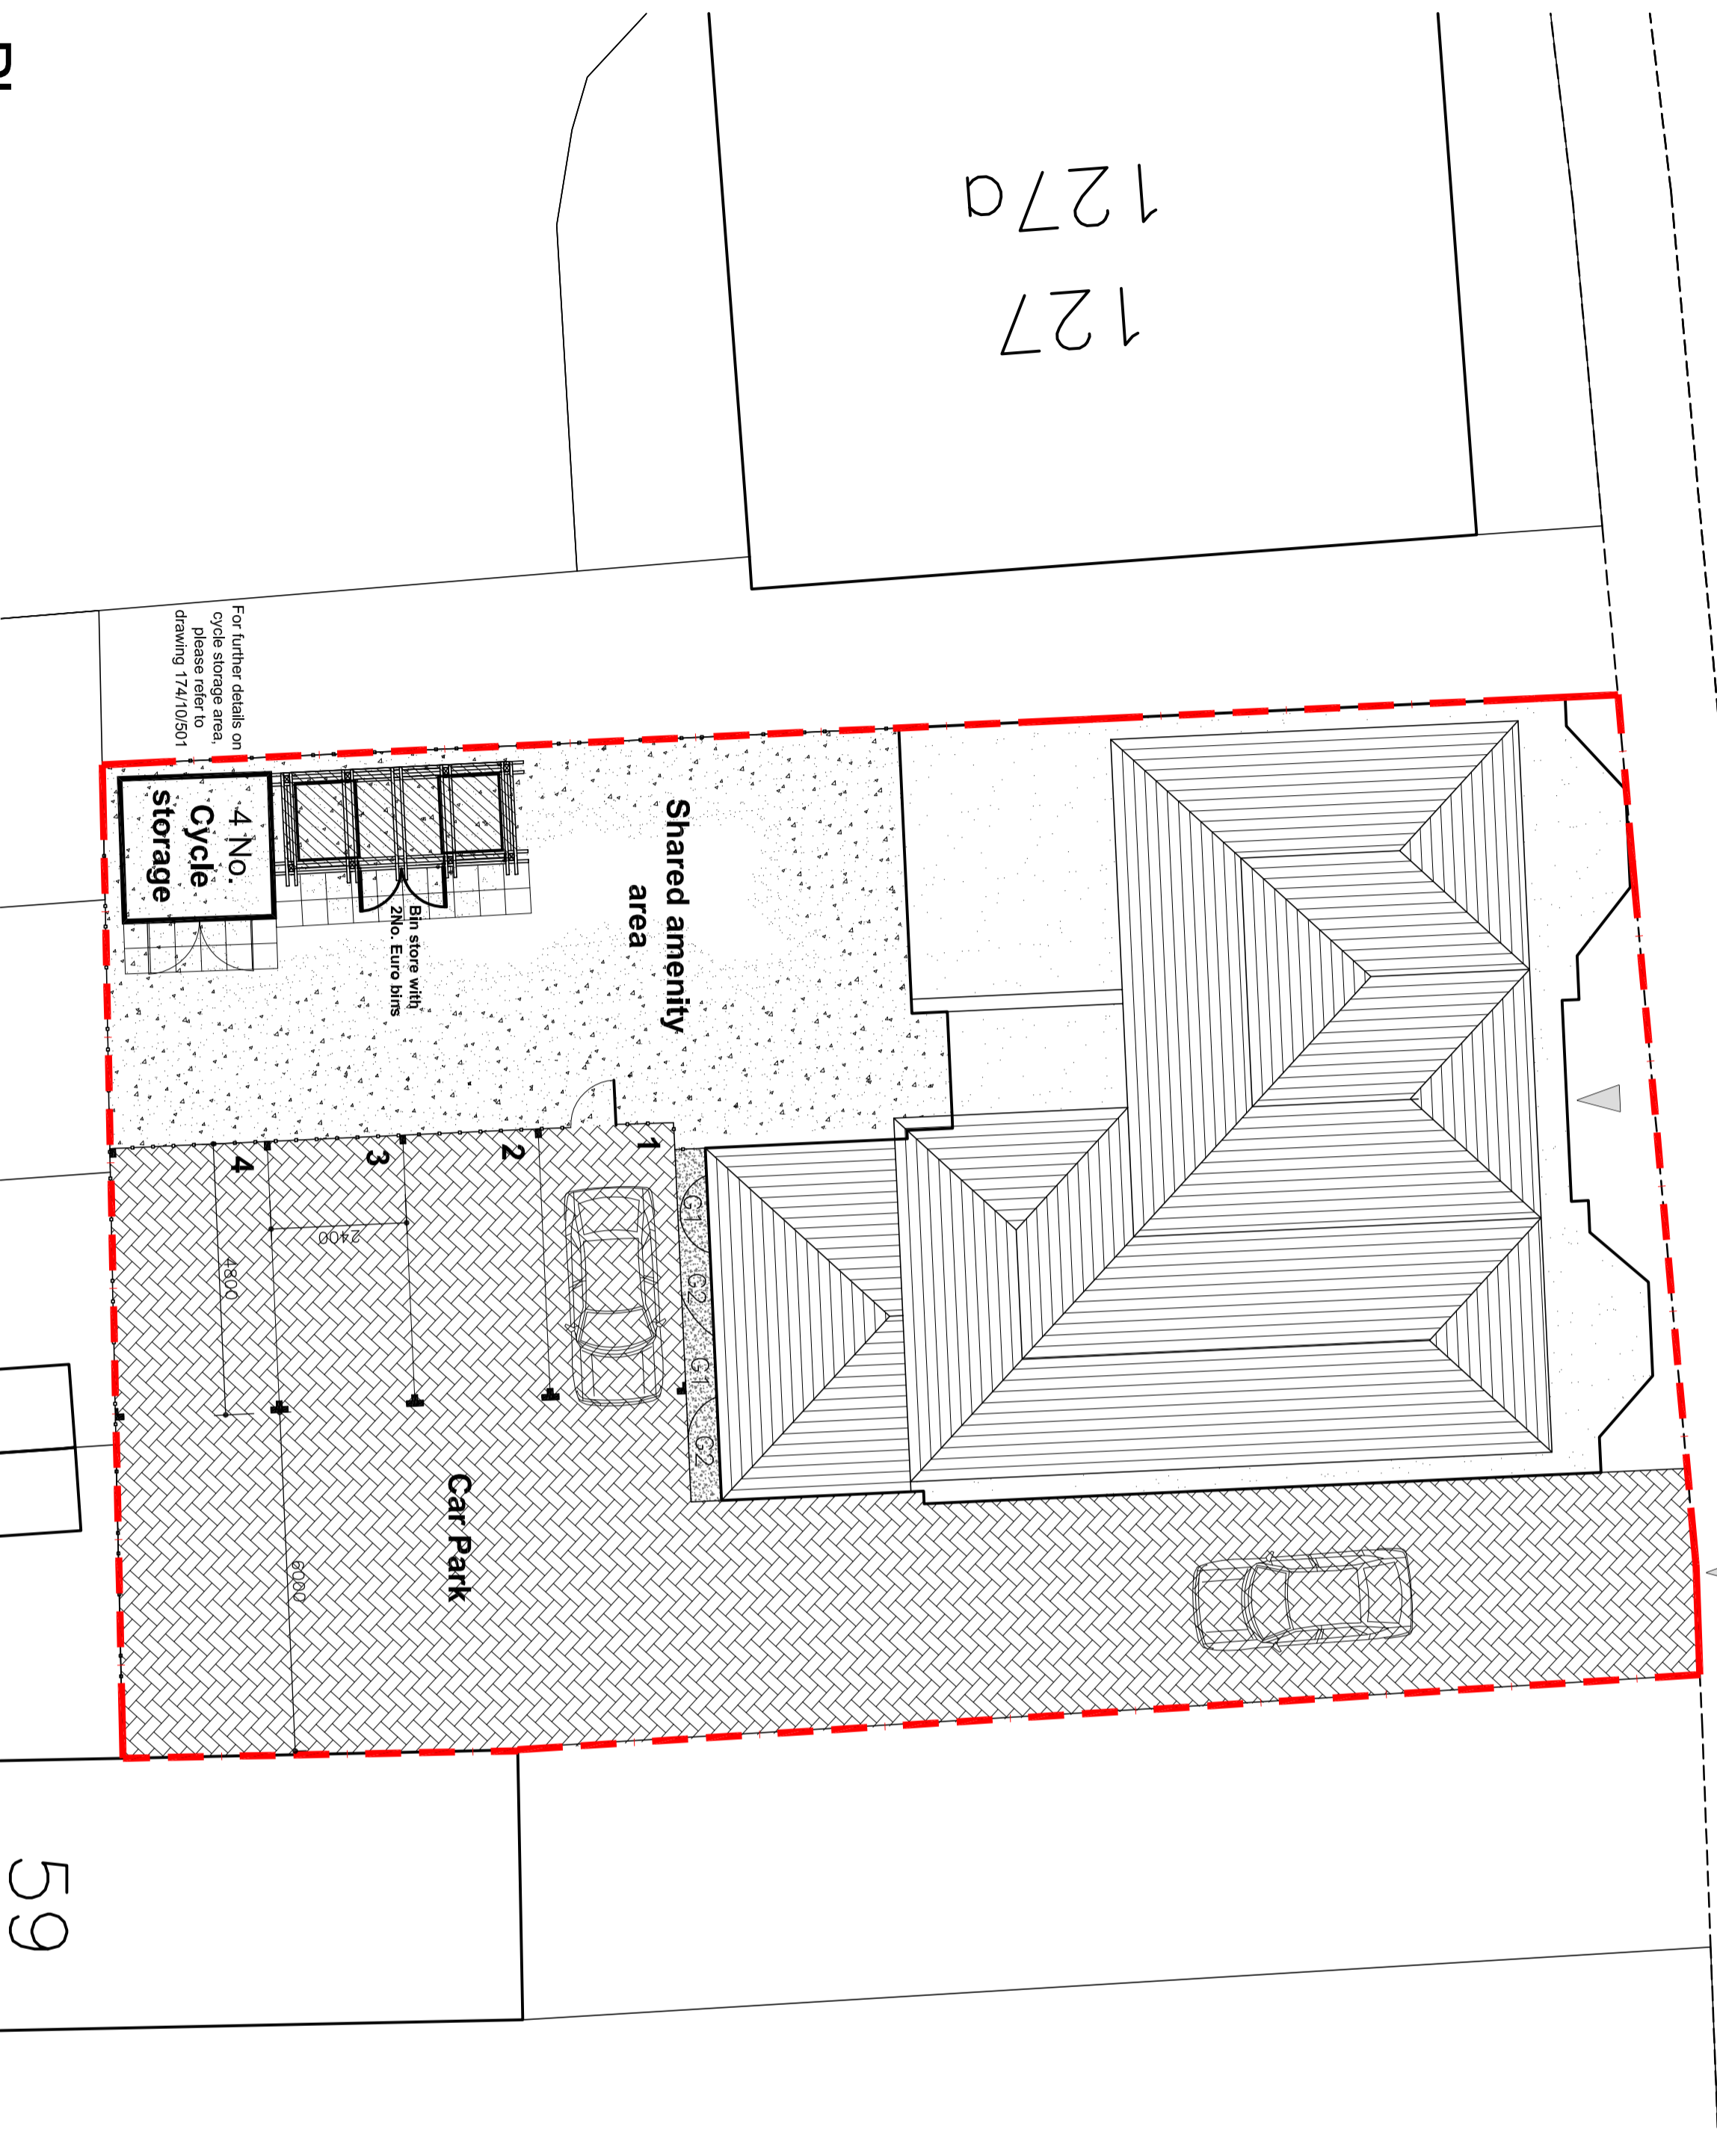 127a
127
For further details on
cycle storage area,
please refer to
drawing 174/10/501
4 No.
Cycle
storage
Bin store with
2No. Euro bins
Shared amenity
area
1
2
3
4
2400
4800
6000
G1
G2
G1
G2
Car Park
59